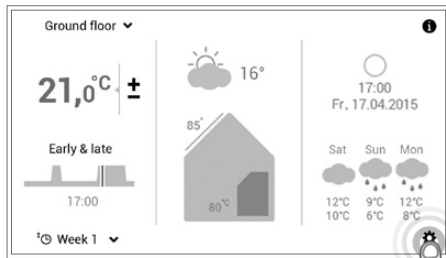 Ground floor
21,0°C ±
Early & late
17:00
Week 1
16°
85°
80°C
17:00
Fr, 17.04.2015
Sat Sun Mon
12°C 9°C 12°C
10°C 6°C 8°C